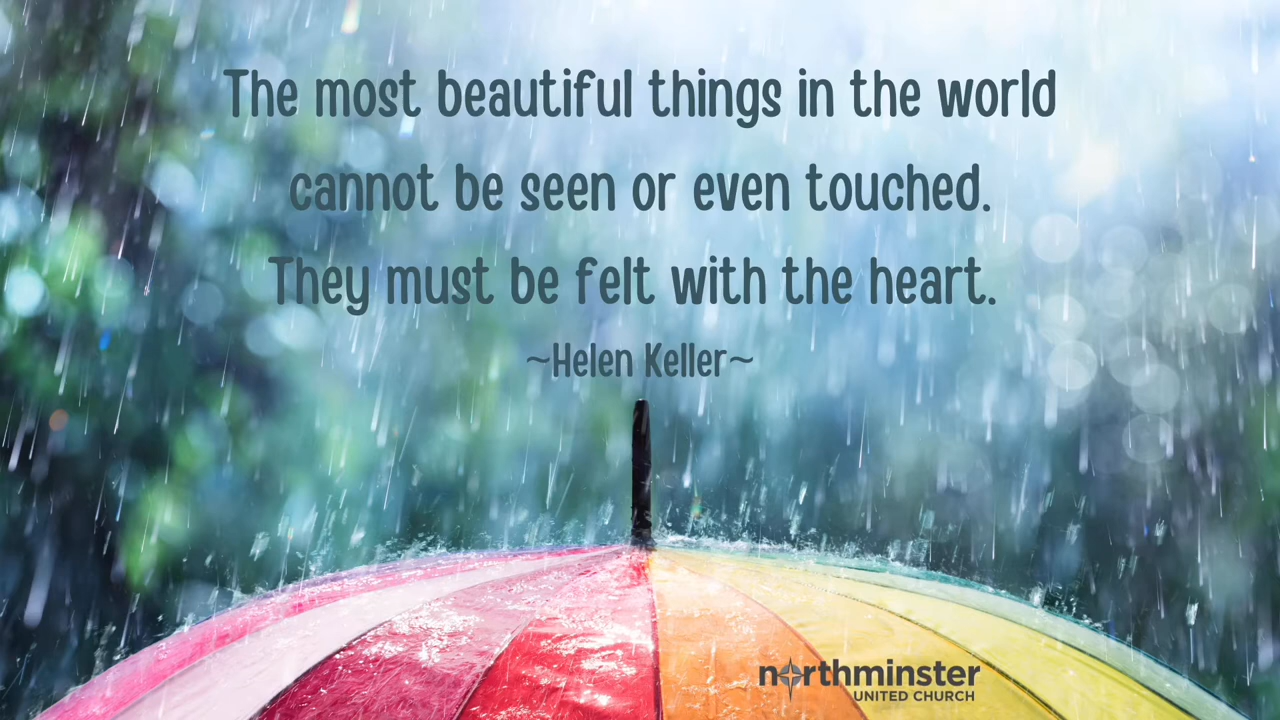 The most beautiful things in the world
cannot be seen or even touched.
They must be felt with the heart.
~Helen Keller~
northminster
UNITED CHURCH